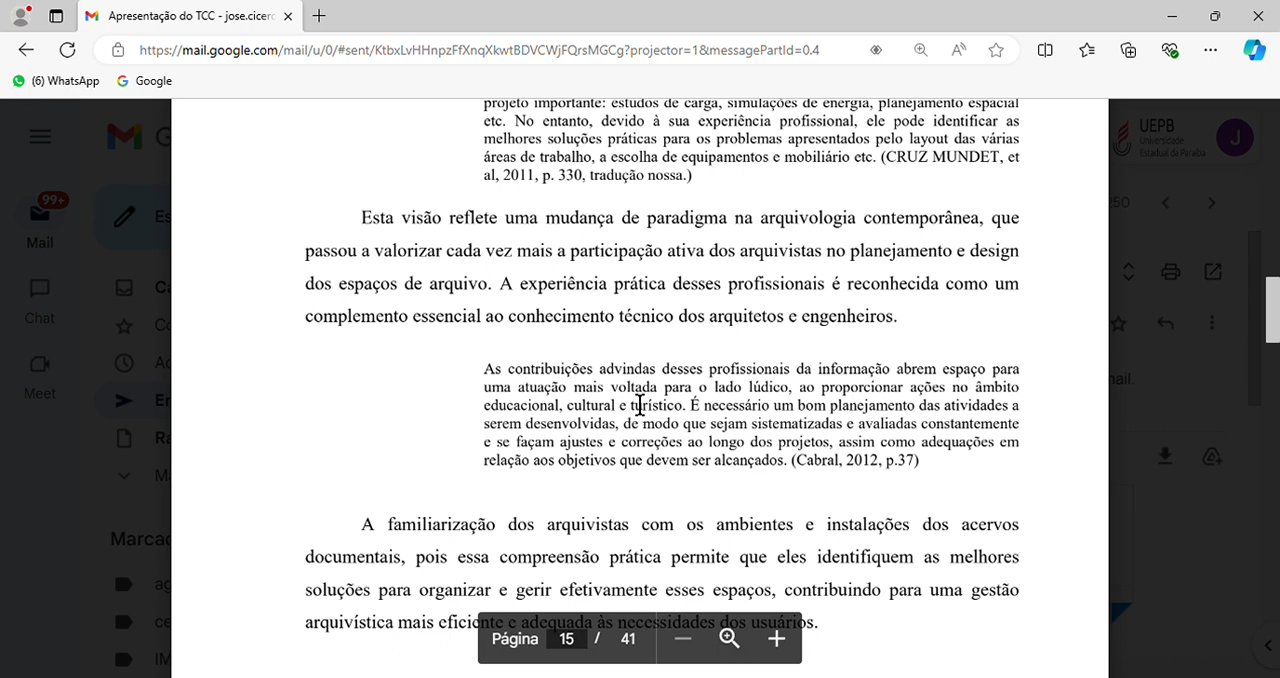 Apresentação do TCC - jose.cicer
https://mail.google.com/mail/u/0/#sent/KtbxLvHHnpzFfXnqXkwtBDVCWjFQrsMGCg?projector=1&messagePartId=0.4
(6) WhatsApp
Google
projeto importante: estudos de carga, simulações de energia, planejamento espacial
etc. No entanto, devido à sua experiência profissional, ele pode identificar as
melhores soluções práticas para os problemas apresentados pelo layout das várias
áreas de trabalho, a escolha de equipamentos e mobiliário etc. (CRUZ MUNDET, et
al, 2011, p. 330, tradução nossa.)
UEPB
Universidade
Estadual da Paraíba
J
99+
Mail
Chat
Meet
Esta visão reflete uma mudança de paradigma na arquivologia contemporânea, que
passou a valorizar cada vez mais a participação ativa dos arquivistas no planejamento e design
dos espaços de arquivo. A experiência prática desses profissionais é reconhecida como um
complemento essencial ao conhecimento técnico dos arquitetos e engenheiros.
As contribuições advindas desses profissionais da informação abrem espaço para
uma atuação mais voltada para o lado lúdico, ao proporcionar ações no âmbito
educacional, cultural e turístico. É necessário um bom planejamento das atividades a
serem desenvolvidas, de modo que sejam sistematizadas e avaliadas constantemente
e se façam ajustes e correções ao longo dos projetos, assim como adequações em
relação aos objetivos que devem ser alcançados. (Cabral, 2012, p.37)
A familiarização dos arquivistas com os ambientes e instalações dos acervos
documentais, pois essa compreensão prática permite que eles identifiquem as melhores
soluções para organizar e gerir efetivamente esses espaços, contribuindo para uma gestão
arquivística mais eficiente e adequada às necessidades dos usuários.
Página 15 / 41
Marcad